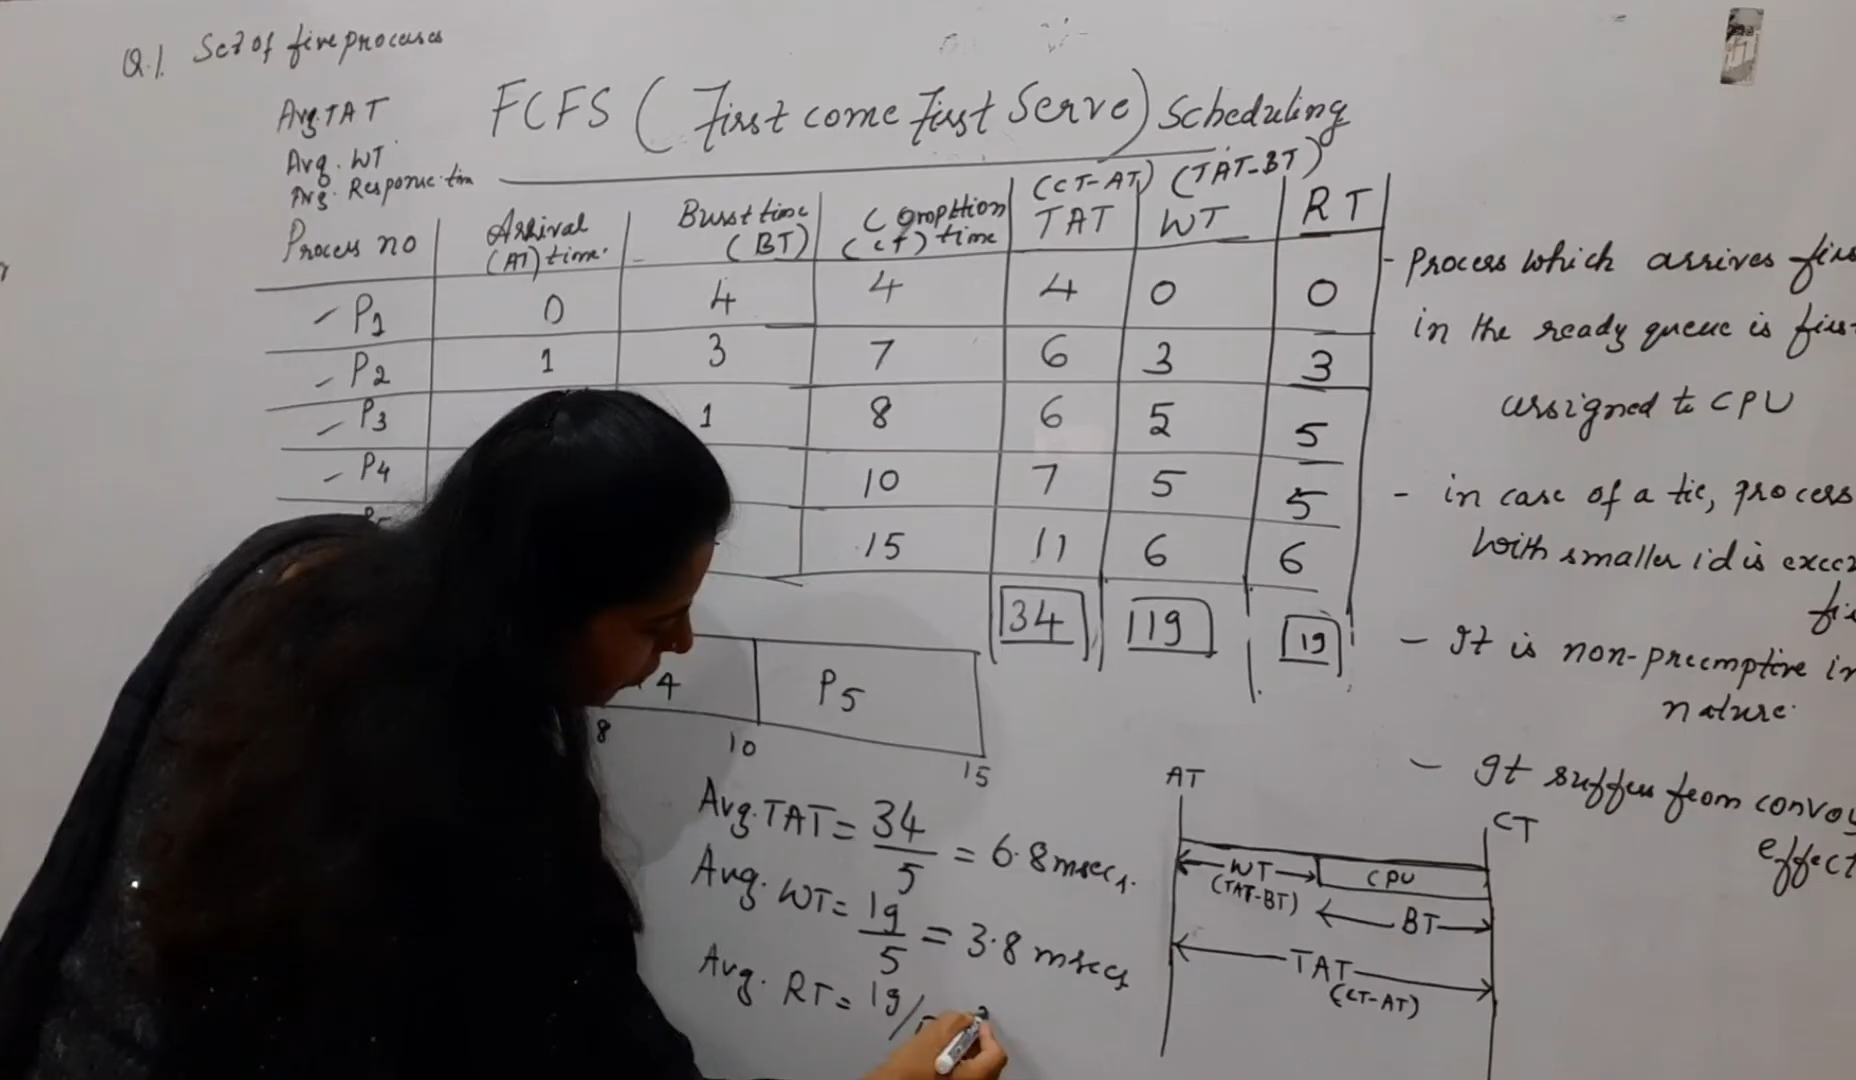 Q.1. Set of five processes
Avg. TAT
Avg. WT
Avg. Response tim
FCFS ( First come First Serve) Scheduling
(CT-AT) (TAT-BT)
Process no Arrival (AT) time. Burst time (BT) (CT) time TAT WT RT
P1 0 4 4 4 0 0
P2 1 3 7 6 3 3
P3 1 8 6 5 5
P4 10 7 5 5
15 11 6 6
34 19 19
4 P5
8 10 15
Avg. TAT = 34/5 = 6.8 msecs.
Avg. WT = 19/5 = 3.8 msecs
Avg. RT = 19/
- Process which arrives
in the ready queue is
assigned to CPU
- in case of a tie, process
with smaller id is
- It is non-preemptive in
nature.
- It suffers from
effect
AT
CT
WT CPU
(TAT-BT)
BT
TAT
(CT-AT)